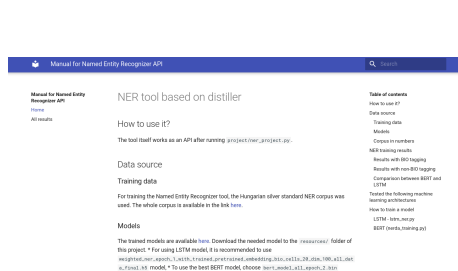 Manual for Named Entity Recognizer API
Search
Manual for Named Entity
Recognizer API
Home
All results
NER tool based on distiller
How to use it?
The tool itself works as an API after running project/ner_project.py.
Data source
Training data
For training the Named Entity Recognizer tool, the Hungarian silver standard NER corpus was
used. The whole corpus is available in the link here.
Models
The trained models are available here. Download the needed model to the resources/ folder of
this project. * For using LSTM model, it is recommended to use
weighted_ner_epoch_1_with_trained_pretrained_embedding_bio_cells_20_dim_100_all_dat
a_final.h5 model, * To use the best BERT model, choose bert_model_all_epoch_2.bin
Table of contents
How to use it?
Data source
Training data
Models
Corpus in numbers
NER training results
Results with BIO tagging
Results with non-BIO tagging
Comparison between BERT and
LSTM
Tested the following machine
learning architectures
How to train a model
LSTM - lstm_ner.py
BERT (nerda_training.py)